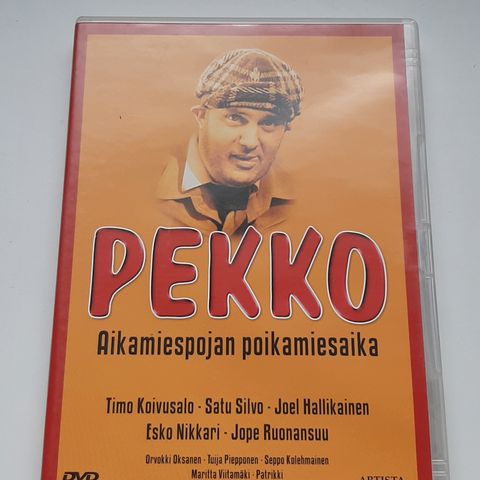 PEKKO
Aikamiespojan poikamiesaika
Timo Koivusalo - Satu Silvo - Joel Hallikainen
Esko Nikkari - Jope Ruonansuu
Orvokki Oksanen - Tuija Piepponen - Seppo Kolehmainen
Maritta Viitamäki - Patrikki
DVD
ARTISTA